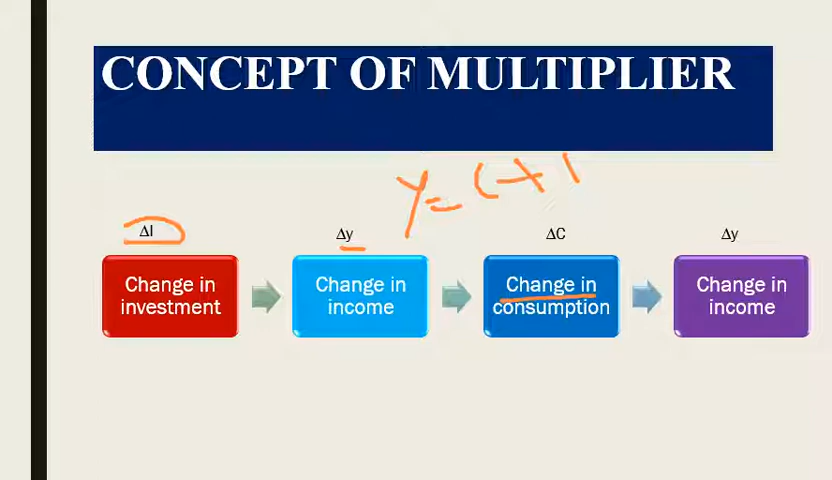 CONCEPT OF MULTIPLIER
y = C + I
ΔI
Δy
ΔC
Δy
Change in
investment
Change in
income
Change in
consumption
Change in
income